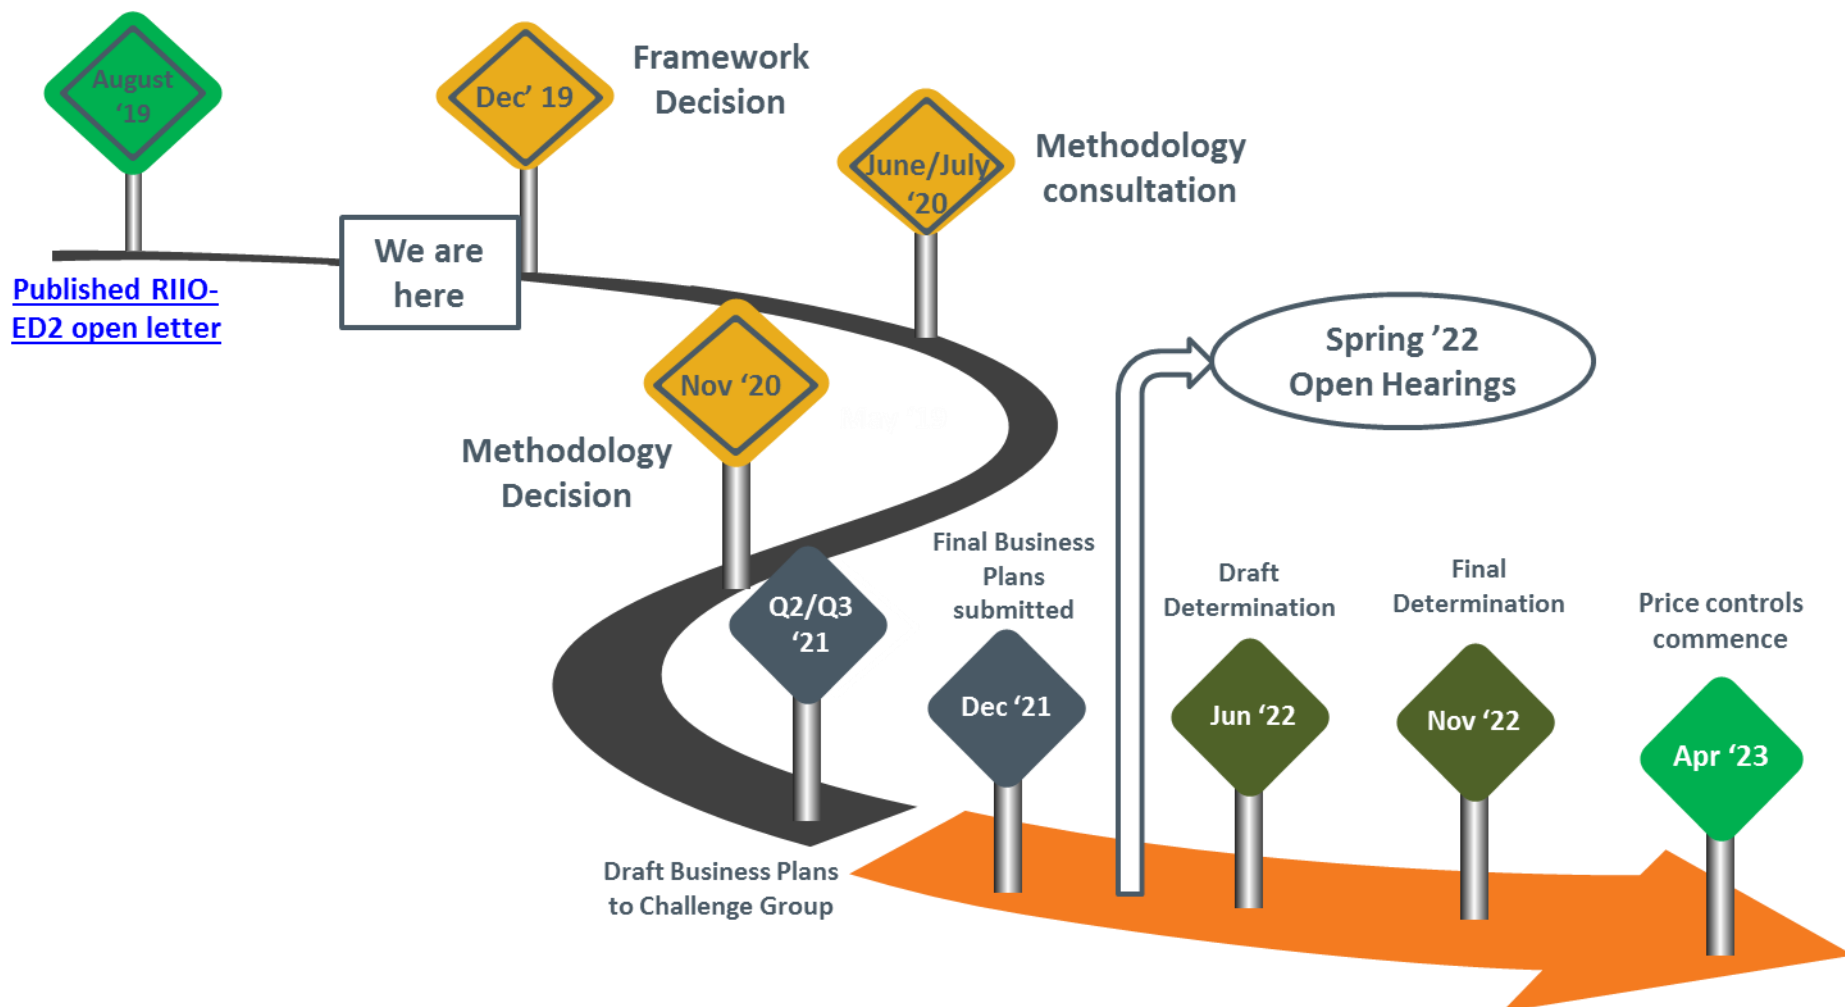 August
‘19
Published RIIO-
ED2 open letter
We are
here
Dec’ 19
Framework
Decision
June/July
‘20
Methodology
consultation
Nov ‘20
Methodology
Decision
Q2/Q3
‘21
Draft Business Plans
to Challenge Group
Final Business
Plans
submitted
Dec ‘21
Spring ’22
Open Hearings
Draft
Determination
Jun ‘22
Final
Determination
Nov ‘22
Price controls
commence
Apr ‘23